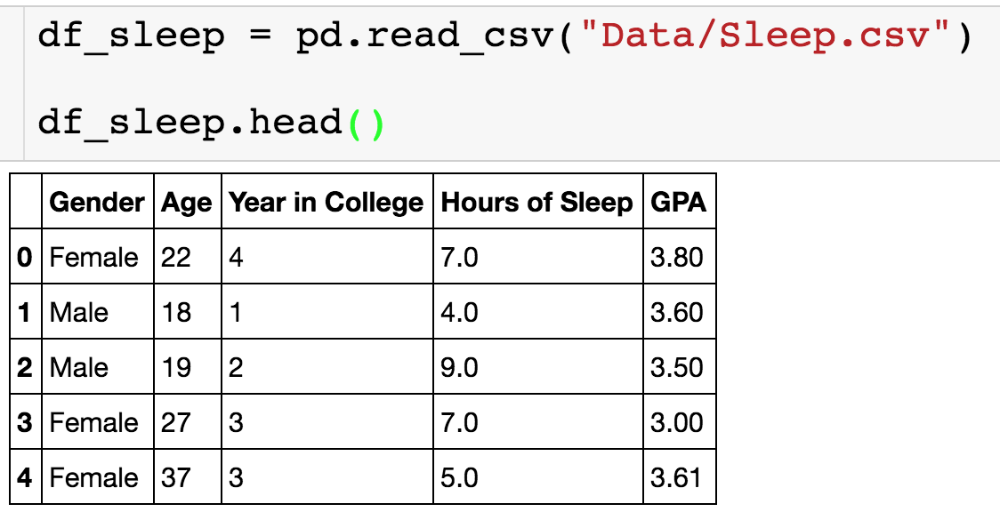 df_sleep = pd.read_csv("Data/Sleep.csv")
df_sleep.head()
Gender Age Year in College Hours of Sleep GPA
0 Female 22 4 7.0 3.80
1 Male 18 1 4.0 3.60
2 Male 19 2 9.0 3.50
3 Female 27 3 7.0 3.00
4 Female 37 3 5.0 3.61